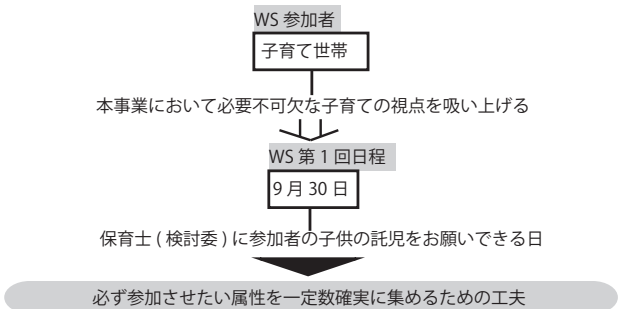 WS 参加者
子育て世帯
本事業において必要不可欠な子育ての視点を吸い上げる
WS 第 1 回日程
9 月 30 日
保育士 ( 検討委 ) に参加者の子供の託児をお願いできる日
必ず参加させたい属性を一定数確実に集めるための工夫